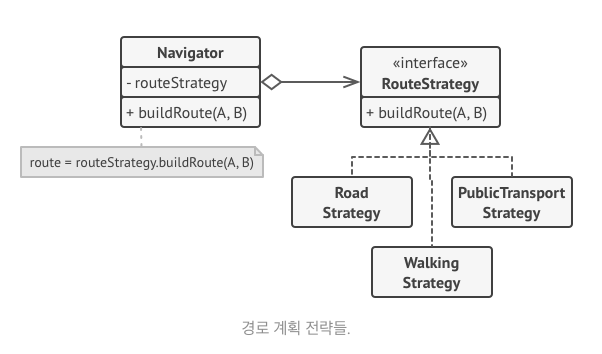 Navigator
- routeStrategy
+ buildRoute(A, B)
route = routeStrategy.buildRoute(A, B)
«interface»
RouteStrategy
+ buildRoute(A, B)
Road
Strategy
PublicTransport
Strategy
Walking
Strategy
경로 계획 전략들.